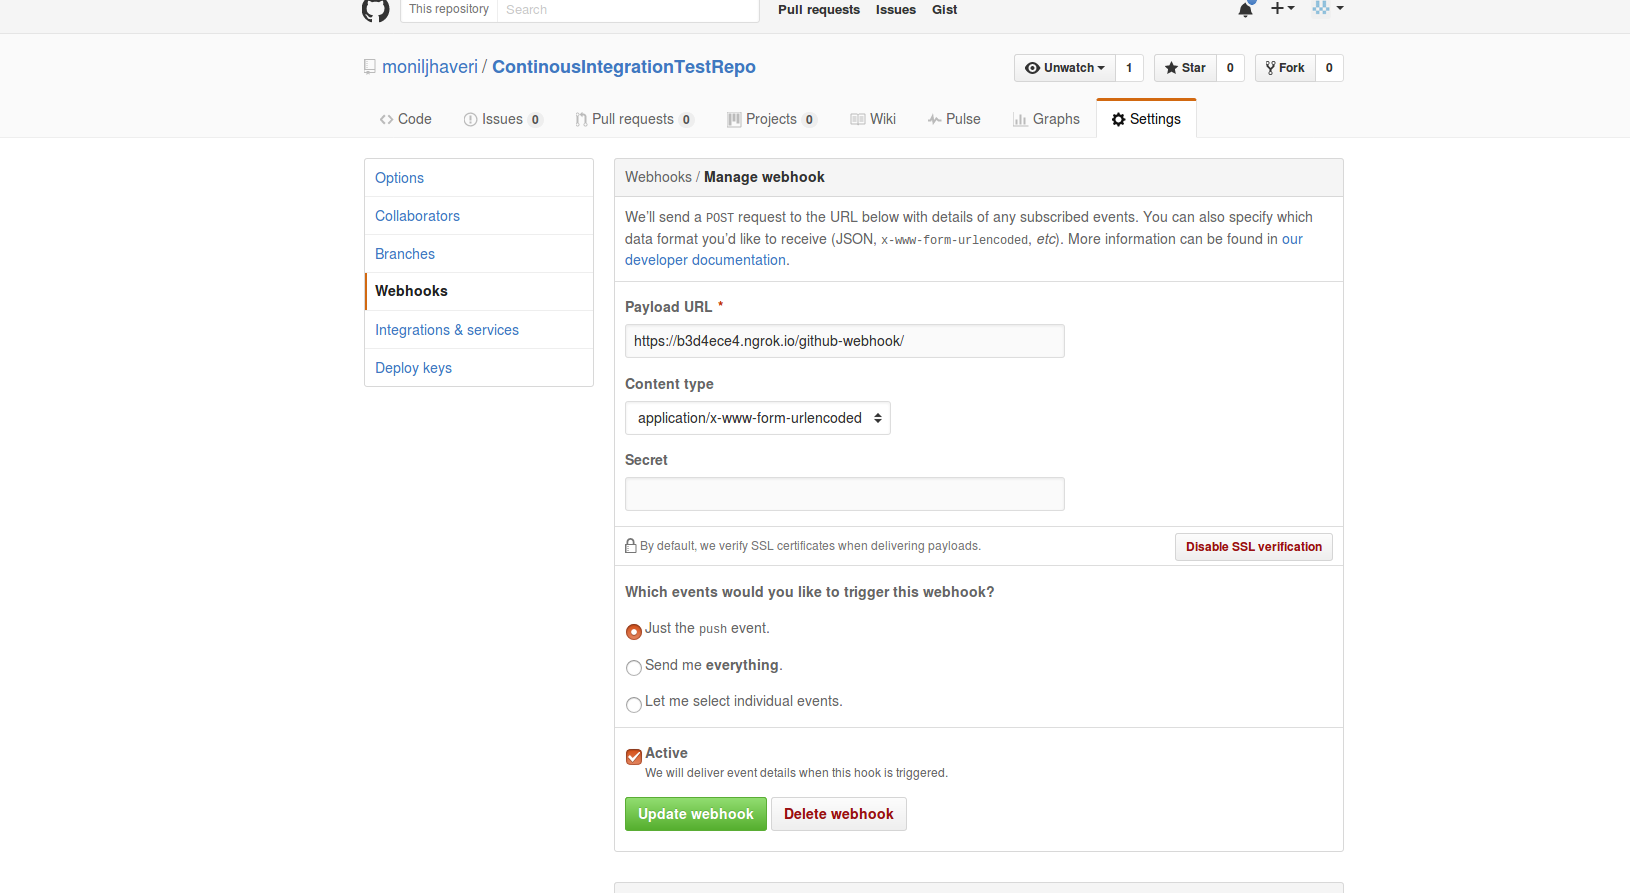 This repository Search Pull requests Issues Gist
moniljhaveri / ContinousIntegrationTestRepo Unwatch 1 Star 0 Fork 0
Code Issues 0 Pull requests 0 Projects 0 Wiki Pulse Graphs Settings
Options
Collaborators
Branches
Webhooks
Integrations & services
Deploy keys
Webhooks / Manage webhook
We’ll send a POST request to the URL below with details of any subscribed events. You can also specify which
data format you’d like to receive (JSON, x-www-form-urlencoded, etc). More information can be found in our
developer documentation.
Payload URL *
https://b3d4ece4.ngrok.io/github-webhook/
Content type
application/x-www-form-urlencoded
Secret
By default, we verify SSL certificates when delivering payloads. Disable SSL verification
Which events would you like to trigger this webhook?
Just the push event.
Send me everything.
Let me select individual events.
Active
We will deliver event details when this hook is triggered.
Update webhook Delete webhook